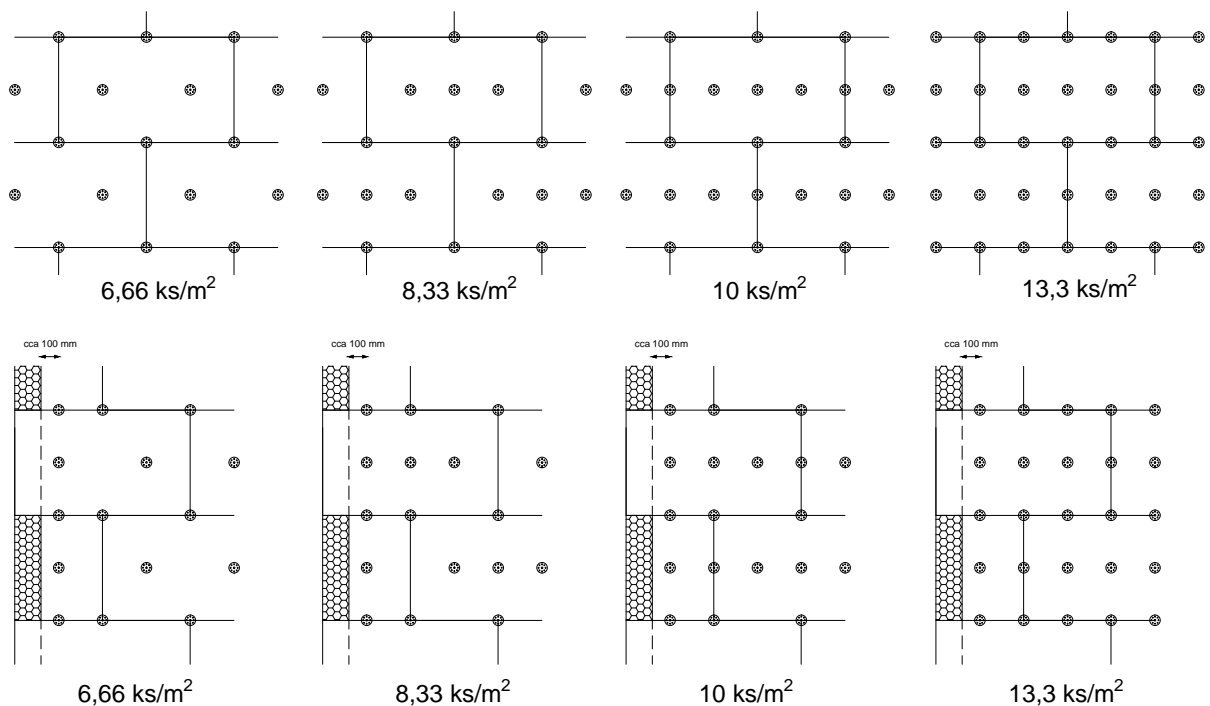 6,66 ks/m²
8,33 ks/m²
10 ks/m²
13,3 ks/m²
cca 100 mm
cca 100 mm
cca 100 mm
cca 100 mm
6,66 ks/m²
8,33 ks/m²
10 ks/m²
13,3 ks/m²